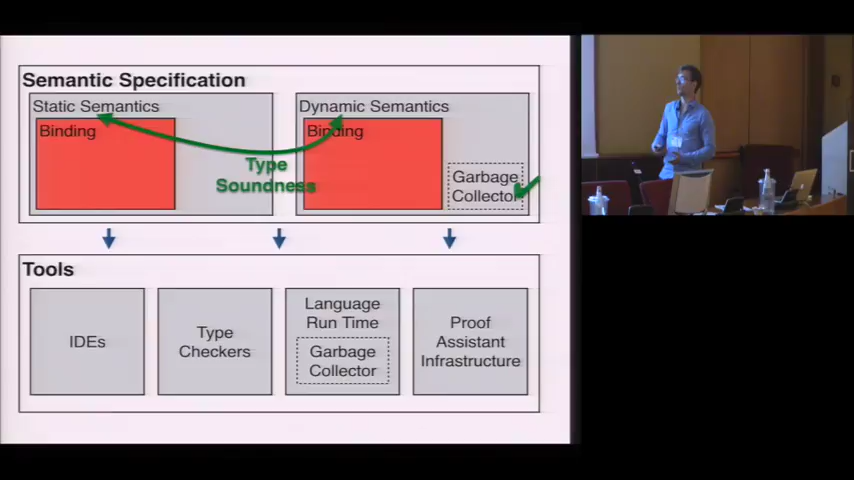 Semantic Specification
Static Semantics
Binding
Type
Soundness
Dynamic Semantics
Binding
Garbage
Collector
Tools
IDEs
Type
Checkers
Language
Run Time
Garbage
Collector
Proof
Assistant
Infrastructure